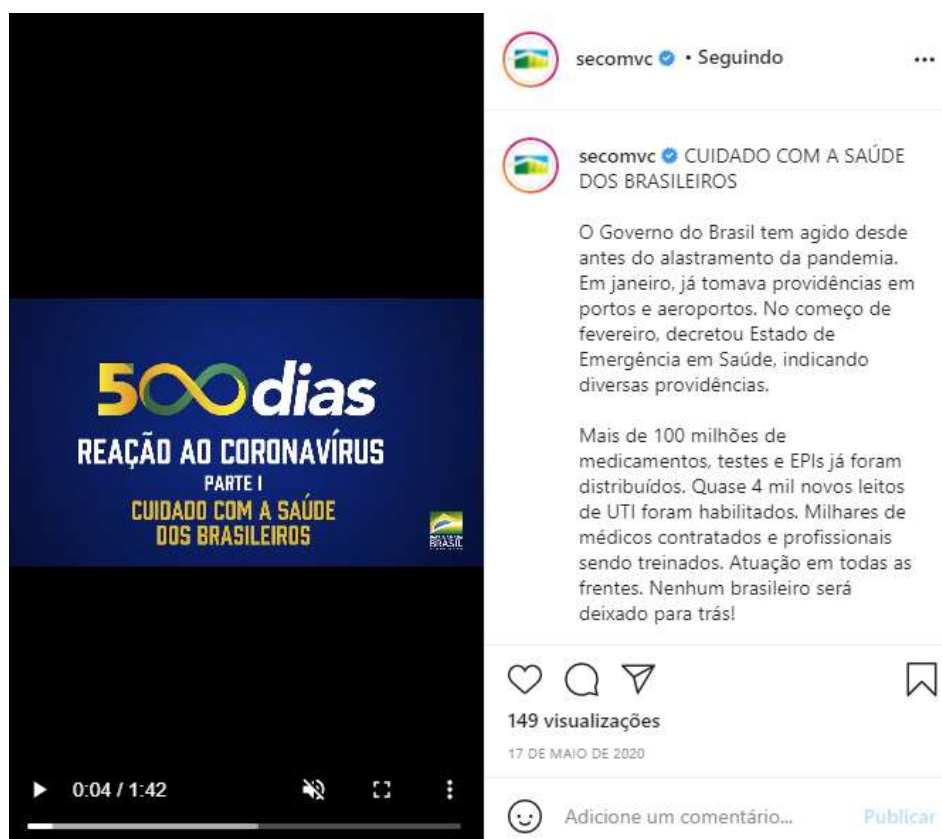 500dias
REAÇÃO AO CORONAVÍRUS
PARTE I
CUIDADO COM A SAÚDE
DOS BRASILEIROS
BRASIL
0:04 / 1:42
secomvc • Seguindo
secomvc CUIDADO COM A SAÚDE
DOS BRASILEIROS
O Governo do Brasil tem agido desde
antes do alastramento da pandemia.
Em janeiro, já tomava providências em
portos e aeroportos. No começo de
fevereiro, decretou Estado de
Emergência em Saúde, indicando
diversas providências.
Mais de 100 milhões de
medicamentos, testes e EPIs já foram
distribuídos. Quase 4 mil novos leitos
de UTI foram habilitados. Milhares de
médicos contratados e profissionais
sendo treinados. Atuação em todas as
frentes. Nenhum brasileiro será
deixado para trás!
149 visualizações
17 DE MAIO DE 2020
Adicione um comentário... Publicar